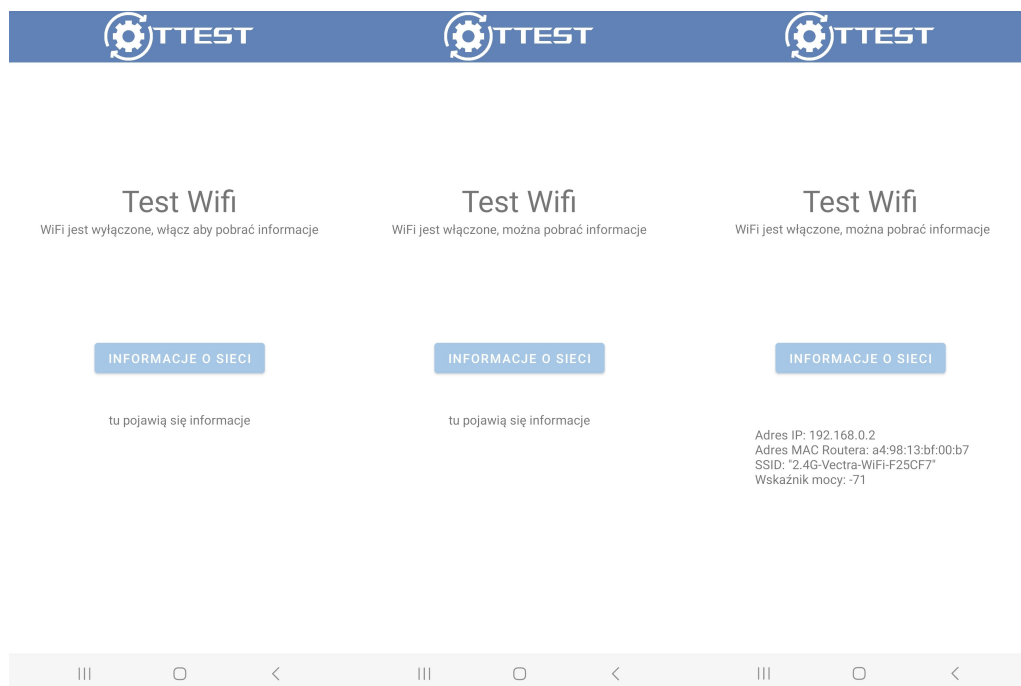 TTEST
Test Wifi
WiFi jest wyłączone, włącz aby pobrać informacje
INFORMACJE O SIECI
tu pojawią się informacje
TTEST
Test Wifi
WiFi jest włączone, można pobrać informacje
INFORMACJE O SIECI
tu pojawią się informacje
TTEST
Test Wifi
WiFi jest włączone, można pobrać informacje
INFORMACJE O SIECI
Adres IP: 192.168.0.2
Adres MAC Routera: a4:98:13:bf:00:b7
SSID: "2.4G-Vectra-WiFi-F25CF7"
Wskaźnik mocy: -71